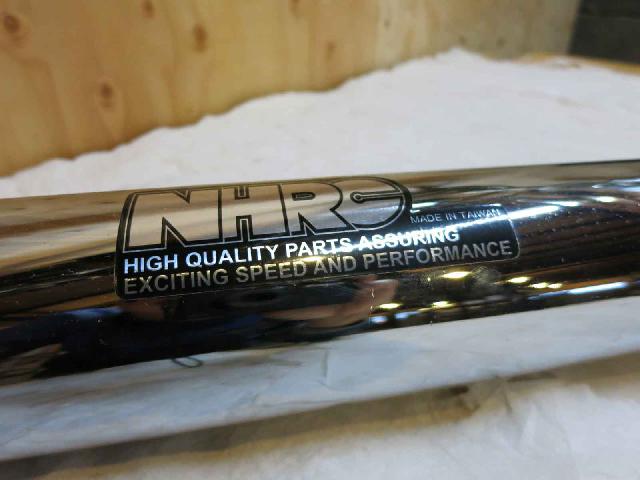 NHRC
MADE IN TAIWAN
HIGH QUALITY PARTS ASSURING
EXCITING SPEED AND PERFORMANCE